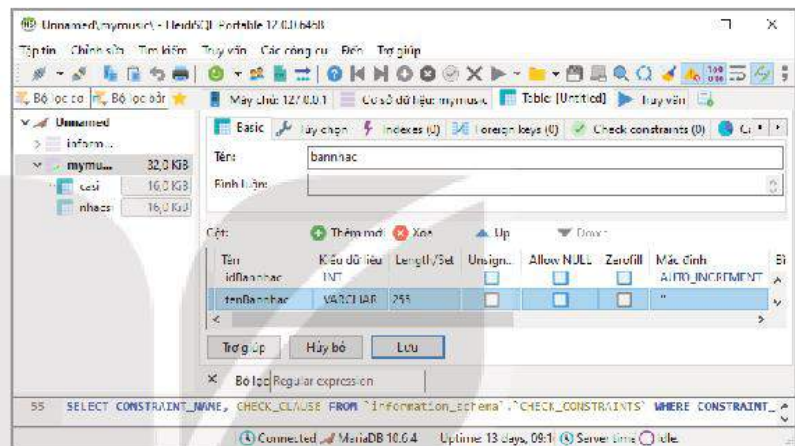 Unnamed\mymusic\ - HeidiSQL Portable 12.0.0.6468
Tập tin Chỉnh sửa Tìm kiếm Truy vấn Các công cụ Đến Trợ giúp
Bộ lọc cơ Bộ lọc bản Máy chủ: 127.0.0.1 Cơ sở dữ liệu: mymusic Table: [Untitled] Truy vấn
Unnamed
inform...
mymu... 32,0 KiB
casi 16,0 KiB
nhacsi 16,0 KiB
Basic Tùy chọn Indexes (0) Foreign keys (0) Check constraints (0)
Tên: bannhac
Bình luận:
Cột: Thêm mới Xóa Up Down
Tên Kiểu dữ liệu Length/Set Unsign... Allow NULL Zerofill Mặc định
idBannhac INT AUTO_INCREMENT
tenBannhac VARCHAR 255 ''
Trợ giúp Hủy bỏ Lưu
Bộ lọc Regular expression
55 SELECT CONSTRAINT_NAME, CHECK_CLAUSE FROM `information_schema`.`CHECK_CONSTRAINTS` WHERE CONSTRAINT_
Connected MariaDB 10.6.4 Uptime: 13 days, 09:1 Server time Idle.